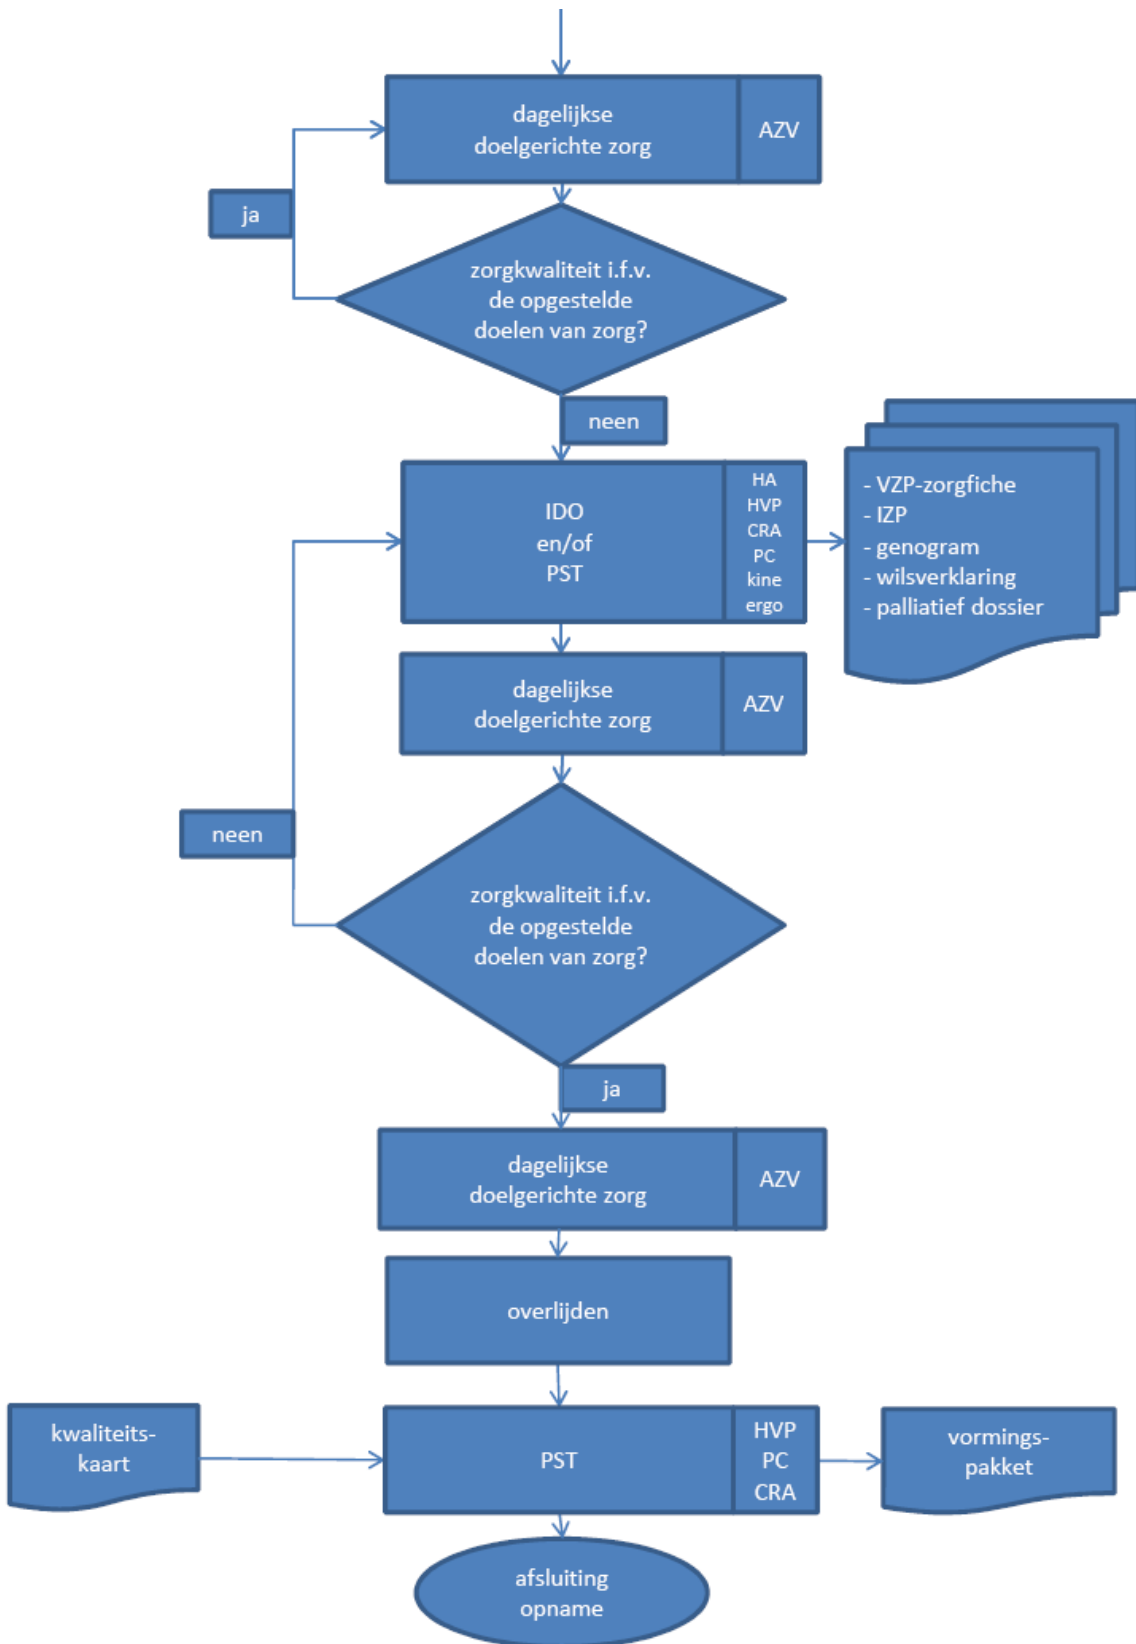 dagelijkse
doelgerichte zorg
AZV
ja
zorgkwaliteit i.f.v.
de opgestelde
doelen van zorg?
neen
IDO
en/of
PST
HA
HVP
CRA
PC
kine
ergo
- VZP-zorgfiche
- IZP
- genogram
- wilsverklaring
- palliatief dossier
dagelijkse
doelgerichte zorg
AZV
neen
zorgkwaliteit i.f.v.
de opgestelde
doelen van zorg?
ja
dagelijkse
doelgerichte zorg
AZV
overlijden
kwaliteits-
kaart
PST
HVP
PC
CRA
vormings-
pakket
afsluiting
opname